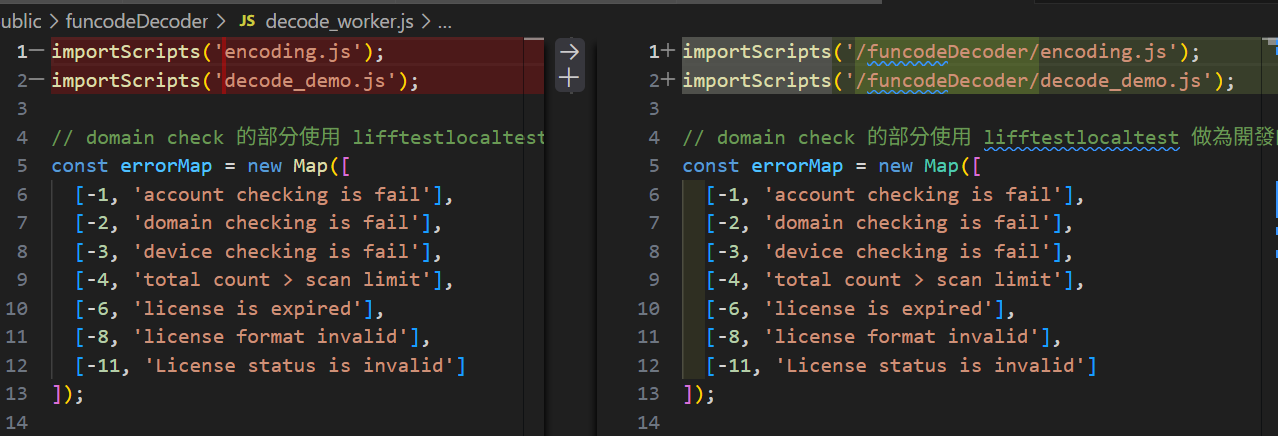 ublic > funcodeDecoder > JS decode_worker.js > ...
1— importScripts('encoding.js');
2— importScripts('decode_demo.js');
3
4 // domain check 的部分使用 lifftestlocaltest
5 const errorMap = new Map([
6 [-1, 'account checking is fail'],
7 [-2, 'domain checking is fail'],
8 [-3, 'device checking is fail'],
9 [-4, 'total count > scan limit'],
10 [-6, 'license is expired'],
11 [-8, 'license format invalid'],
12 [-11, 'License status is invalid']
13 ]);
14
1+ importScripts('/funcodeDecoder/encoding.js');
2+ importScripts('/funcodeDecoder/decode_demo.js');
3
4 // domain check 的部分使用 lifftestlocaltest 做為開發
5 const errorMap = new Map([
6 [-1, 'account checking is fail'],
7 [-2, 'domain checking is fail'],
8 [-3, 'device checking is fail'],
9 [-4, 'total count > scan limit'],
10 [-6, 'license is expired'],
11 [-8, 'license format invalid'],
12 [-11, 'License status is invalid']
13 ]);
14